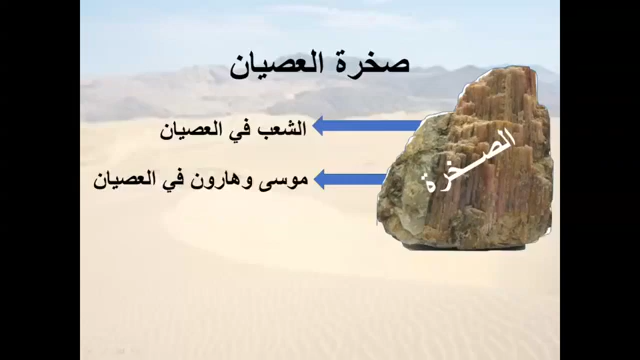 صخرة العصيان
الشعب في العصيان
موسى وهارون في العصيان
الصخرة